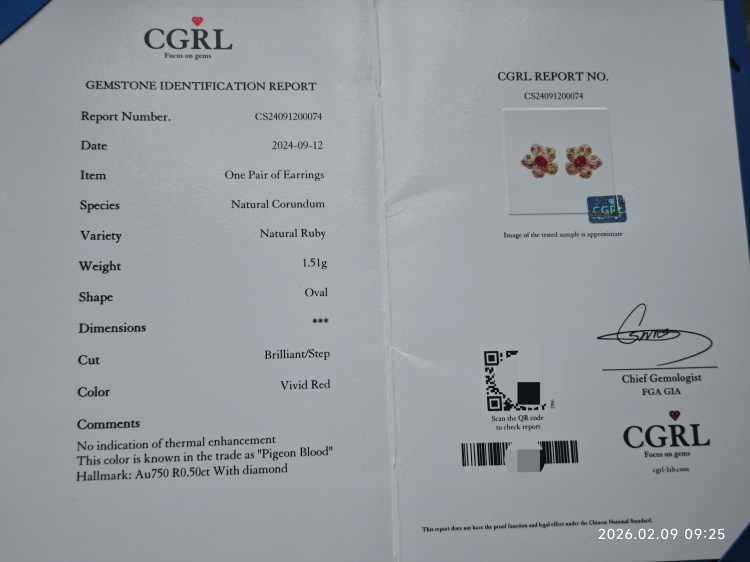 CGRL
Focus on gems
GEMSTONE IDENTIFICATION REPORT
Report Number. CS24091200074
Date 2024-09-12
Item One Pair of Earrings
Species Natural Corundum
Variety Natural Ruby
Weight 1.51g
Shape Oval
Dimensions ***
Cut Brilliant/Step
Color Vivid Red
Comments
No indication of thermal enhancement
This color is known in the trade as "Pigeon Blood"
Hallmark: Au750 R0.50ct With diamond
CGRL REPORT NO.
CS24091200074
CGRL
Image of the tested sample is approximate
Scan the QR code
to check report
Chief Gemologist
FGA GIA
CGRL
Focus on gems
cgrl-lab.com
This report does not have the proof function and legal effect under the Chinese National Standard.
2026.02.09 09:25